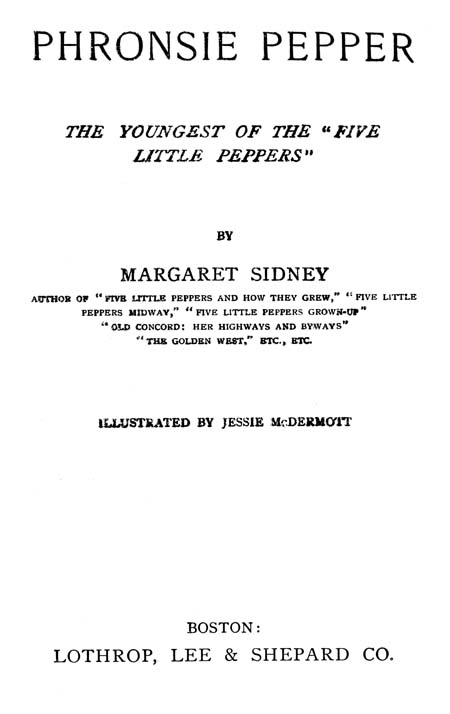 PHRONSIE PEPPER
THE YOUNGEST OF THE "FIVE
LITTLE PEPPERS"
BY
MARGARET SIDNEY
AUTHOR OF "FIVE LITTLE PEPPERS AND HOW THEY GREW," "FIVE LITTLE
PEPPERS MIDWAY," "FIVE LITTLE PEPPERS GROWN-UP"
"OLD CONCORD: HER HIGHWAYS AND BYWAYS"
"THE GOLDEN WEST," ETC., ETC.
ILLUSTRATED BY JESSIE McDERMOTT
BOSTON:
LOTHROP, LEE & SHEPARD CO.